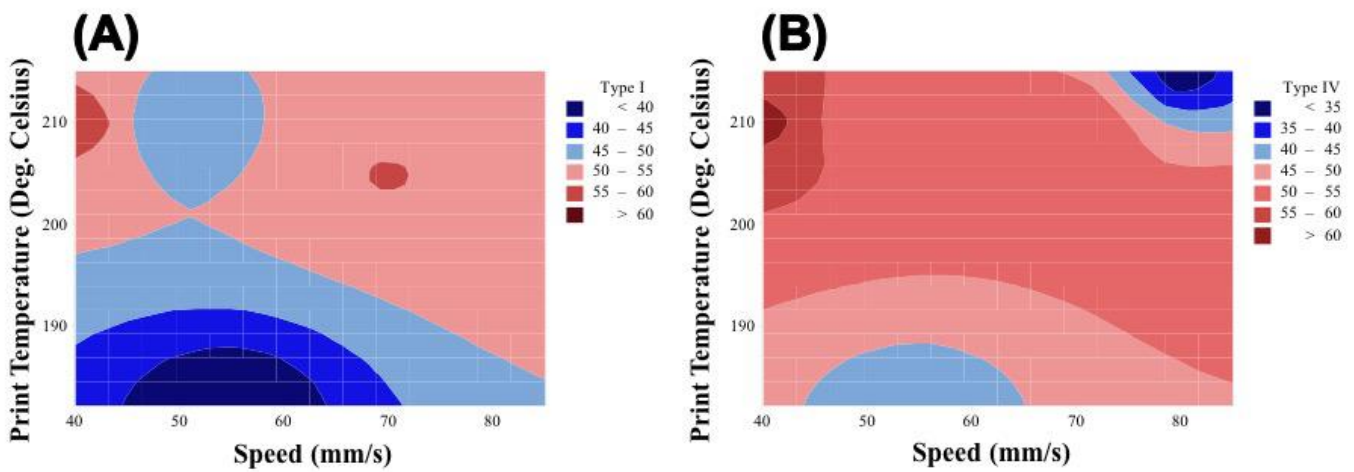 (A)
Print Temperature (Deg. Celsius)
210
200
190
40 50 60 70 80
Speed (mm/s)
Type I
< 40
40 – 45
45 – 50
50 – 55
55 – 60
> 60
(B)
Print Temperature (Deg. Celsius)
210
200
190
40 50 60 70 80
Speed (mm/s)
Type IV
< 35
35 – 40
40 – 45
45 – 50
50 – 55
55 – 60
> 60